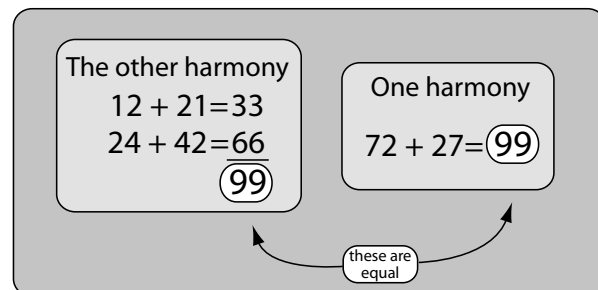 The other harmony
12 + 21=33
24 + 42=66
99
One harmony
72 + 27=99
these are
equal